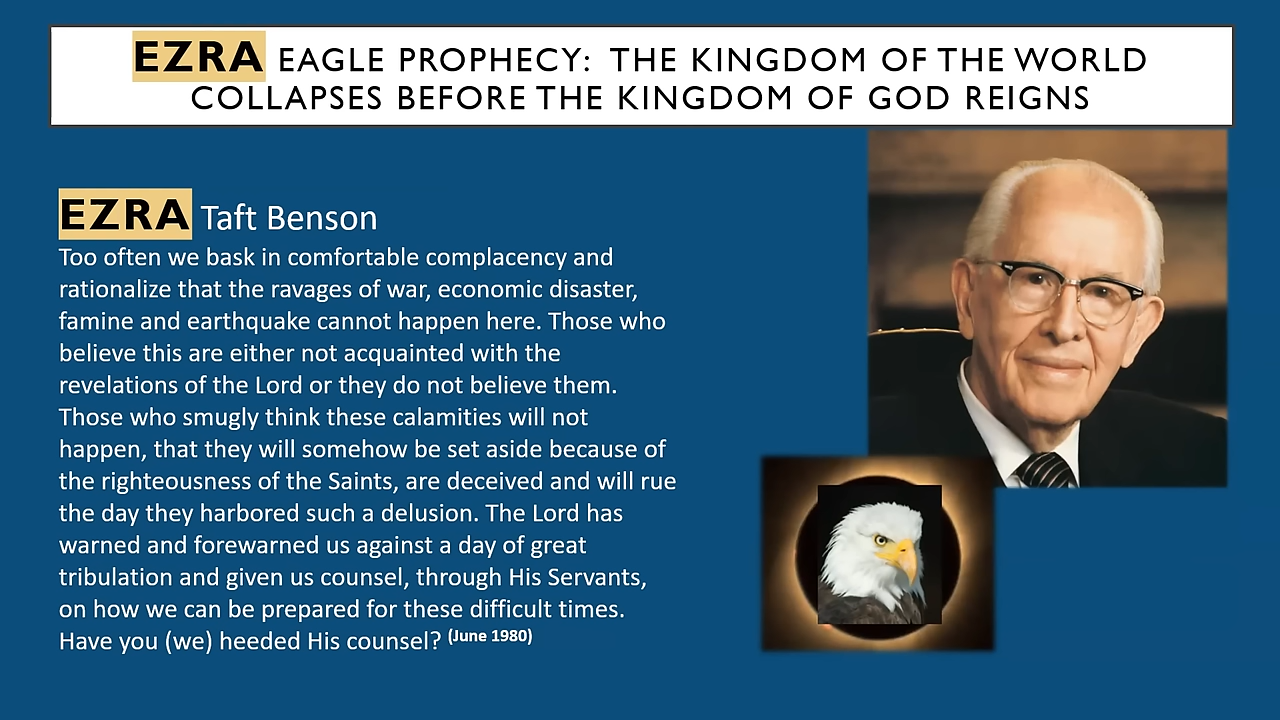 EZRA EAGLE PROPHECY: THE KINGDOM OF THE WORLD
COLLAPSES BEFORE THE KINGDOM OF GOD REIGNS
EZRA Taft Benson
Too often we bask in comfortable complacency and
rationalize that the ravages of war, economic disaster,
famine and earthquake cannot happen here. Those who
believe this are either not acquainted with the
revelations of the Lord or they do not believe them.
Those who smugly think these calamities will not
happen, that they will somehow be set aside because of
the righteousness of the Saints, are deceived and will rue
the day they harbored such a delusion. The Lord has
warned and forewarned us against a day of great
tribulation and given us counsel, through His Servants,
on how we can be prepared for these difficult times.
Have you (we) heeded His counsel? (June 1980)